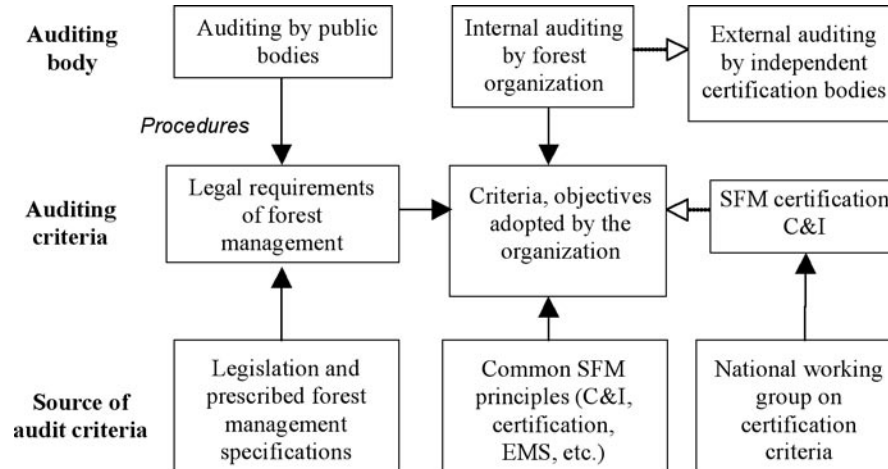 Auditing
body
Auditing by public
bodies
Internal auditing
by forest
organization
External auditing
by independent
certification bodies
Procedures
Auditing
criteria
Legal requirements
of forest
management
Criteria, objectives
adopted by the
organization
SFM certification
C&I
Source of
audit criteria
Legislation and
prescribed forest
management
specifications
Common SFM
principles (C&I,
certification,
EMS, etc.)
National working
group on
certification
criteria